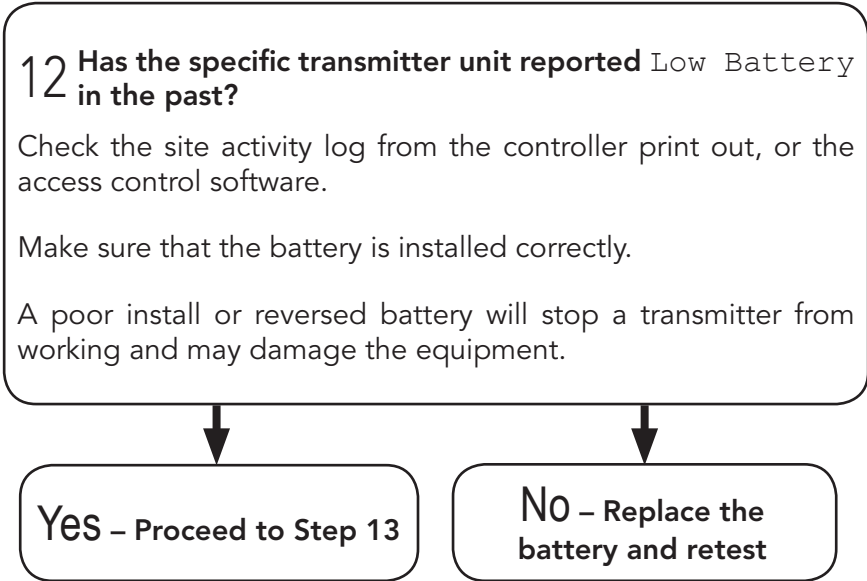 12 Has the specific transmitter unit reported Low Battery
in the past?
Check the site activity log from the controller print out, or the
access control software.
Make sure that the battery is installed correctly.
A poor install or reversed battery will stop a transmitter from
working and may damage the equipment.
Yes – Proceed to Step 13
No – Replace the
battery and retest